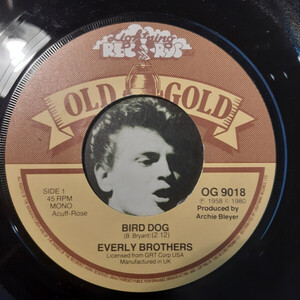 Lightning
RECORDS
OLD GOLD
SIDE 1
45 RPM
MONO
Acuff-Rose
OG 9018
℗ 1958 © 1980
Produced by
Archie Bleyer
BIRD DOG
(B. Bryant) (2.12)
EVERLY BROTHERS
Licensed from GRT Corp USA
Manufactured in UK